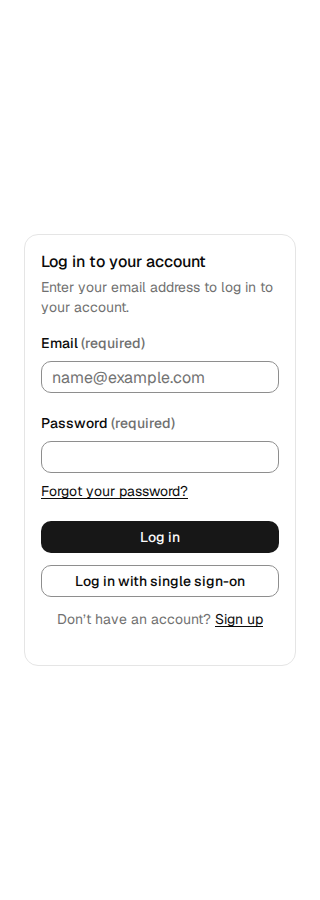 Log in to your account
Enter your email address to log in to
your account.
Email (required)
name@example.com
Password (required)
Forgot your password?
Log in
Log in with single sign-on
Don't have an account? Sign up